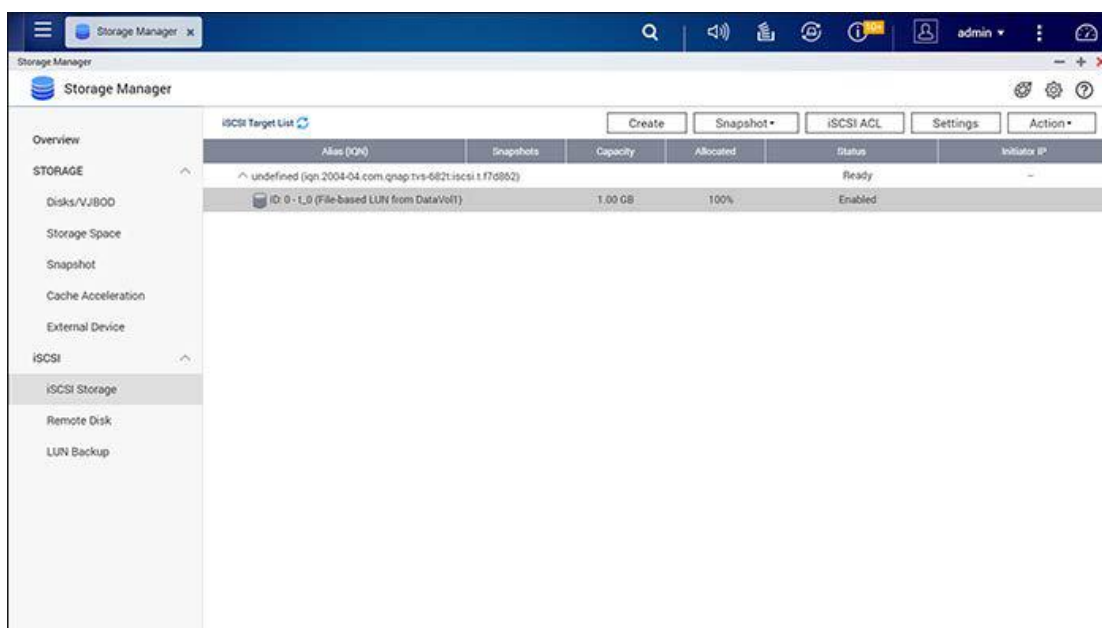 Storage Manager x
10+
admin
Storage Manager
Storage Manager
iSCSI Target List
Create
Snapshot
iSCSI ACL
Settings
Action
Overview
STORAGE
Disks/VJBOD
Storage Space
Snapshot
Cache Acceleration
External Device
iSCSI
iSCSI Storage
Remote Disk
LUN Backup
Alias (IQN) Snapshots Capacity Allocated Status Initiator IP
undefined (iqn.2004-04.com.qnap:tvs-682t:iscsi.t.f7d862) Ready --
ID: 0 - t_0 (File-based LUN from DataVol1) 1.00 GB 100% Enabled